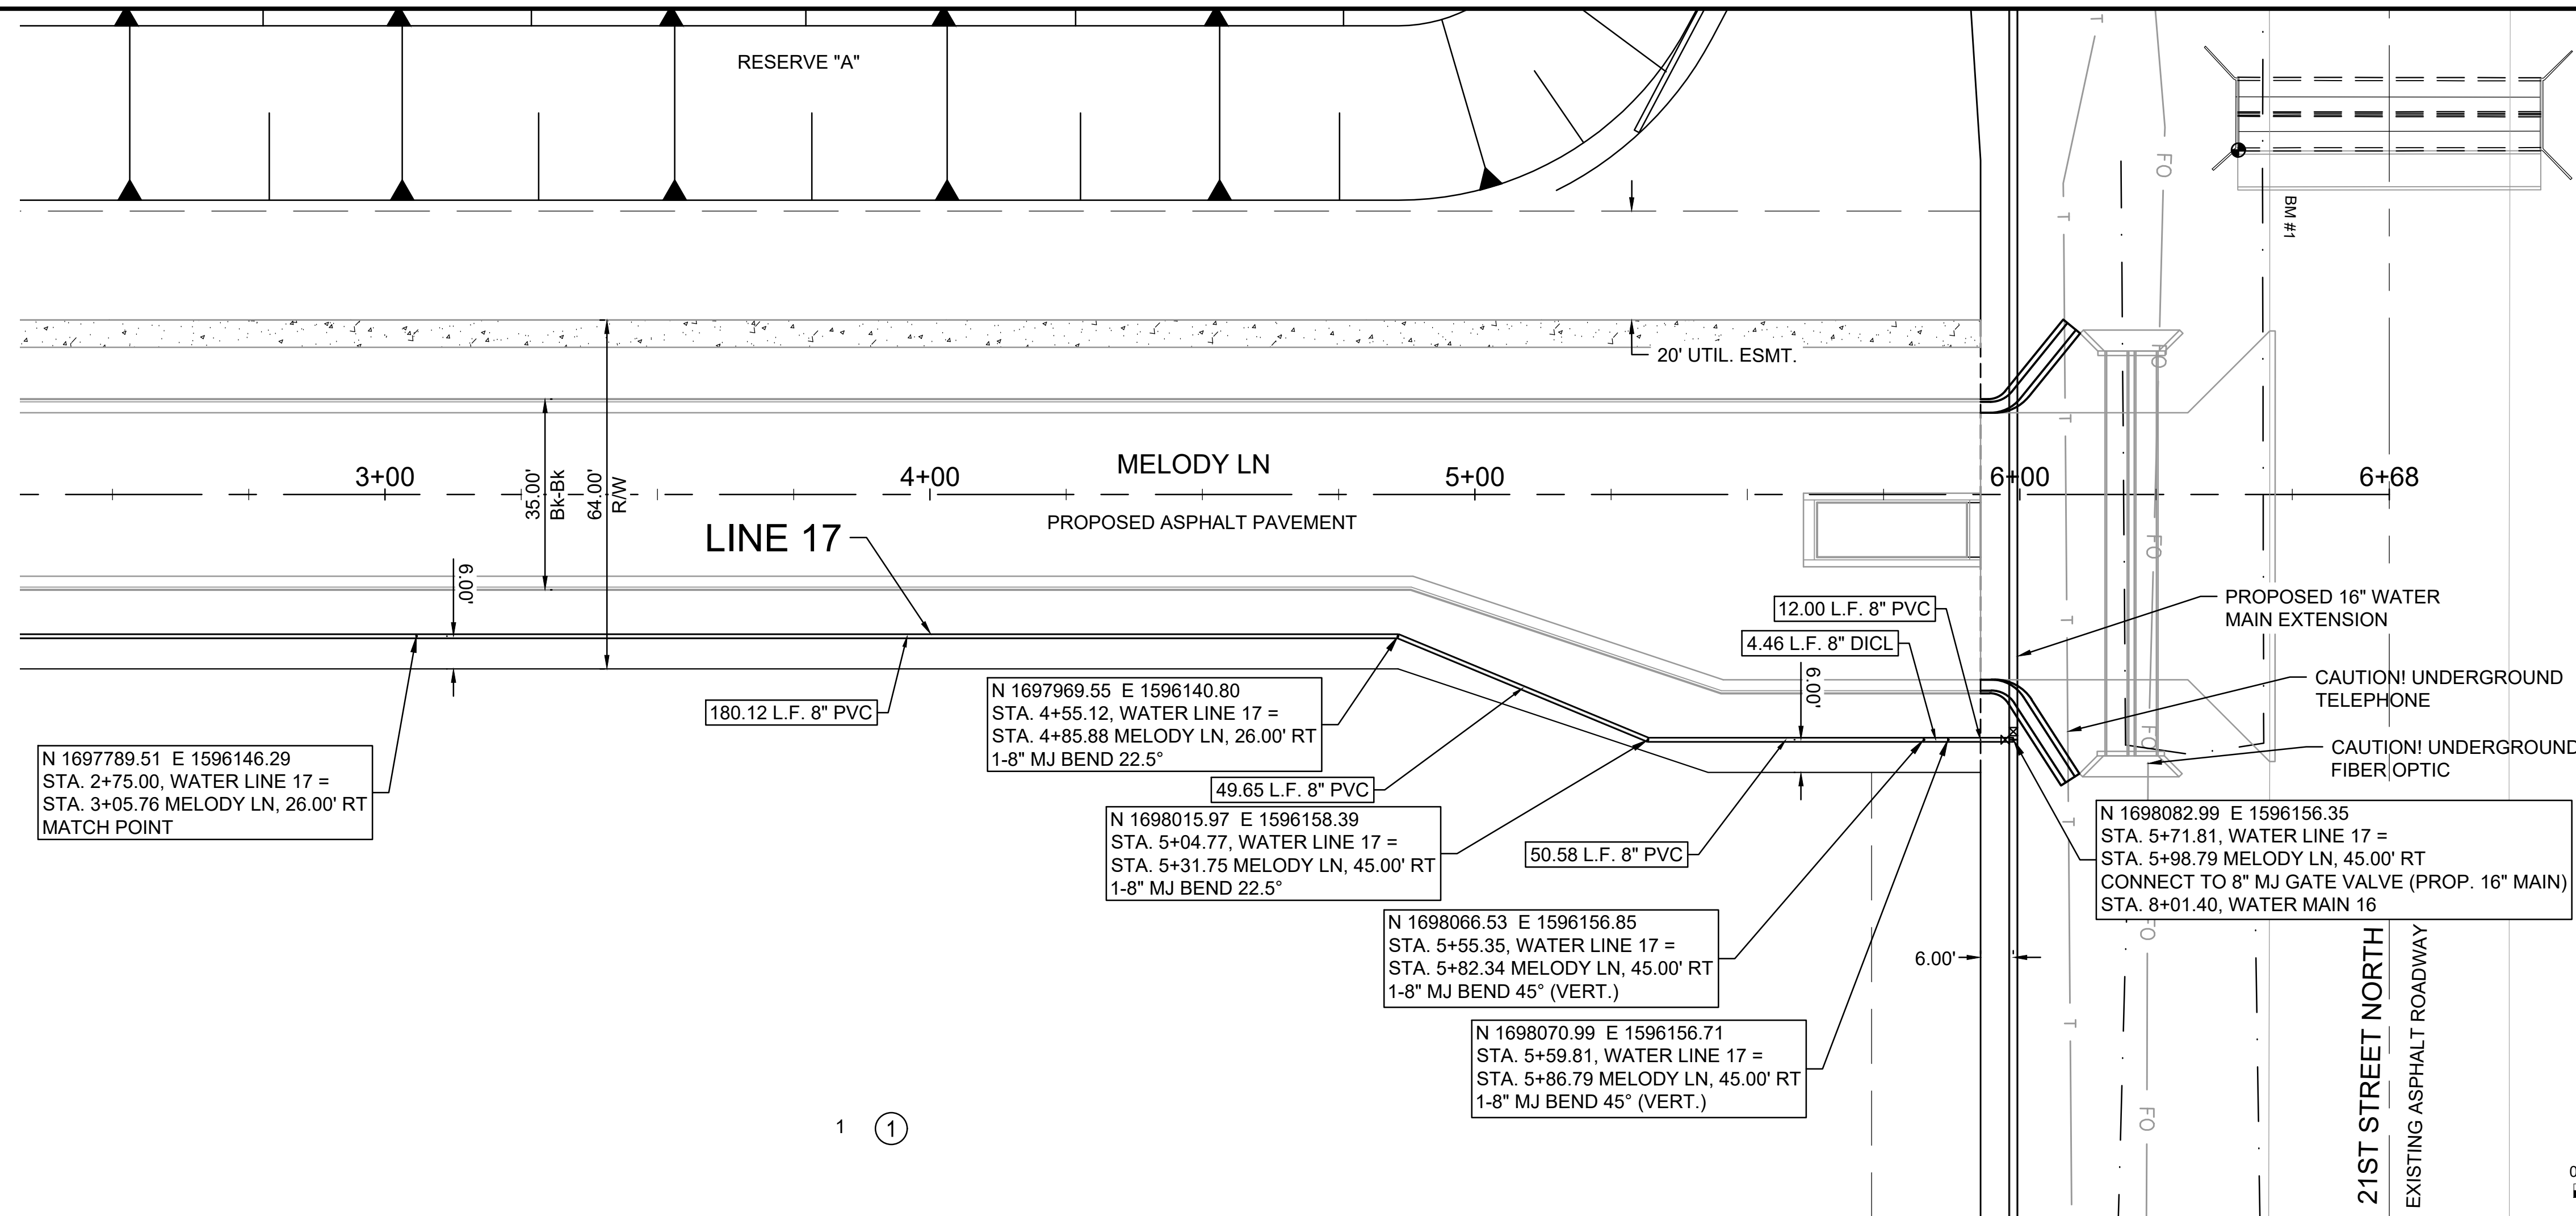 RESERVE "A"
BM #1
20' UTIL. ESMT.
FO
T
3+00
4+00
5+00
6+00
6+68
MELODY LN
PROPOSED ASPHALT PAVEMENT
35.00'
Bk-Bk
64.00'
R/W
LINE 17
6.00'
12.00 L.F. 8" PVC
4.46 L.F. 8" DICL
6.00'
180.12 L.F. 8" PVC
PROPOSED 16" WATER
MAIN EXTENSION
CAUTION! UNDERGROUND
TELEPHONE
CAUTION! UNDERGROUND
FIBER OPTIC
N 1697789.51 E 1596146.29
STA. 2+75.00, WATER LINE 17 =
STA. 3+05.76 MELODY LN, 26.00' RT
MATCH POINT
N 1697969.55 E 1596140.80
STA. 4+55.12, WATER LINE 17 =
STA. 4+85.88 MELODY LN, 26.00' RT
1-8" MJ BEND 22.5°
49.65 L.F. 8" PVC
N 1698015.97 E 1596158.39
STA. 5+04.77, WATER LINE 17 =
STA. 5+31.75 MELODY LN, 45.00' RT
1-8" MJ BEND 22.5°
50.58 L.F. 8" PVC
N 1698082.99 E 1596156.35
STA. 5+71.81, WATER LINE 17 =
STA. 5+98.79 MELODY LN, 45.00' RT
CONNECT TO 8" MJ GATE VALVE (PROP. 16" MAIN)
STA. 8+01.40, WATER MAIN 16
N 1698066.53 E 1596156.85
STA. 5+55.35, WATER LINE 17 =
STA. 5+82.34 MELODY LN, 45.00' RT
1-8" MJ BEND 45° (VERT.)
6.00'
N 1698070.99 E 1596156.71
STA. 5+59.81, WATER LINE 17 =
STA. 5+86.79 MELODY LN, 45.00' RT
1-8" MJ BEND 45° (VERT.)
21ST STREET NORTH
EXISTING ASPHALT ROADWAY
1 1